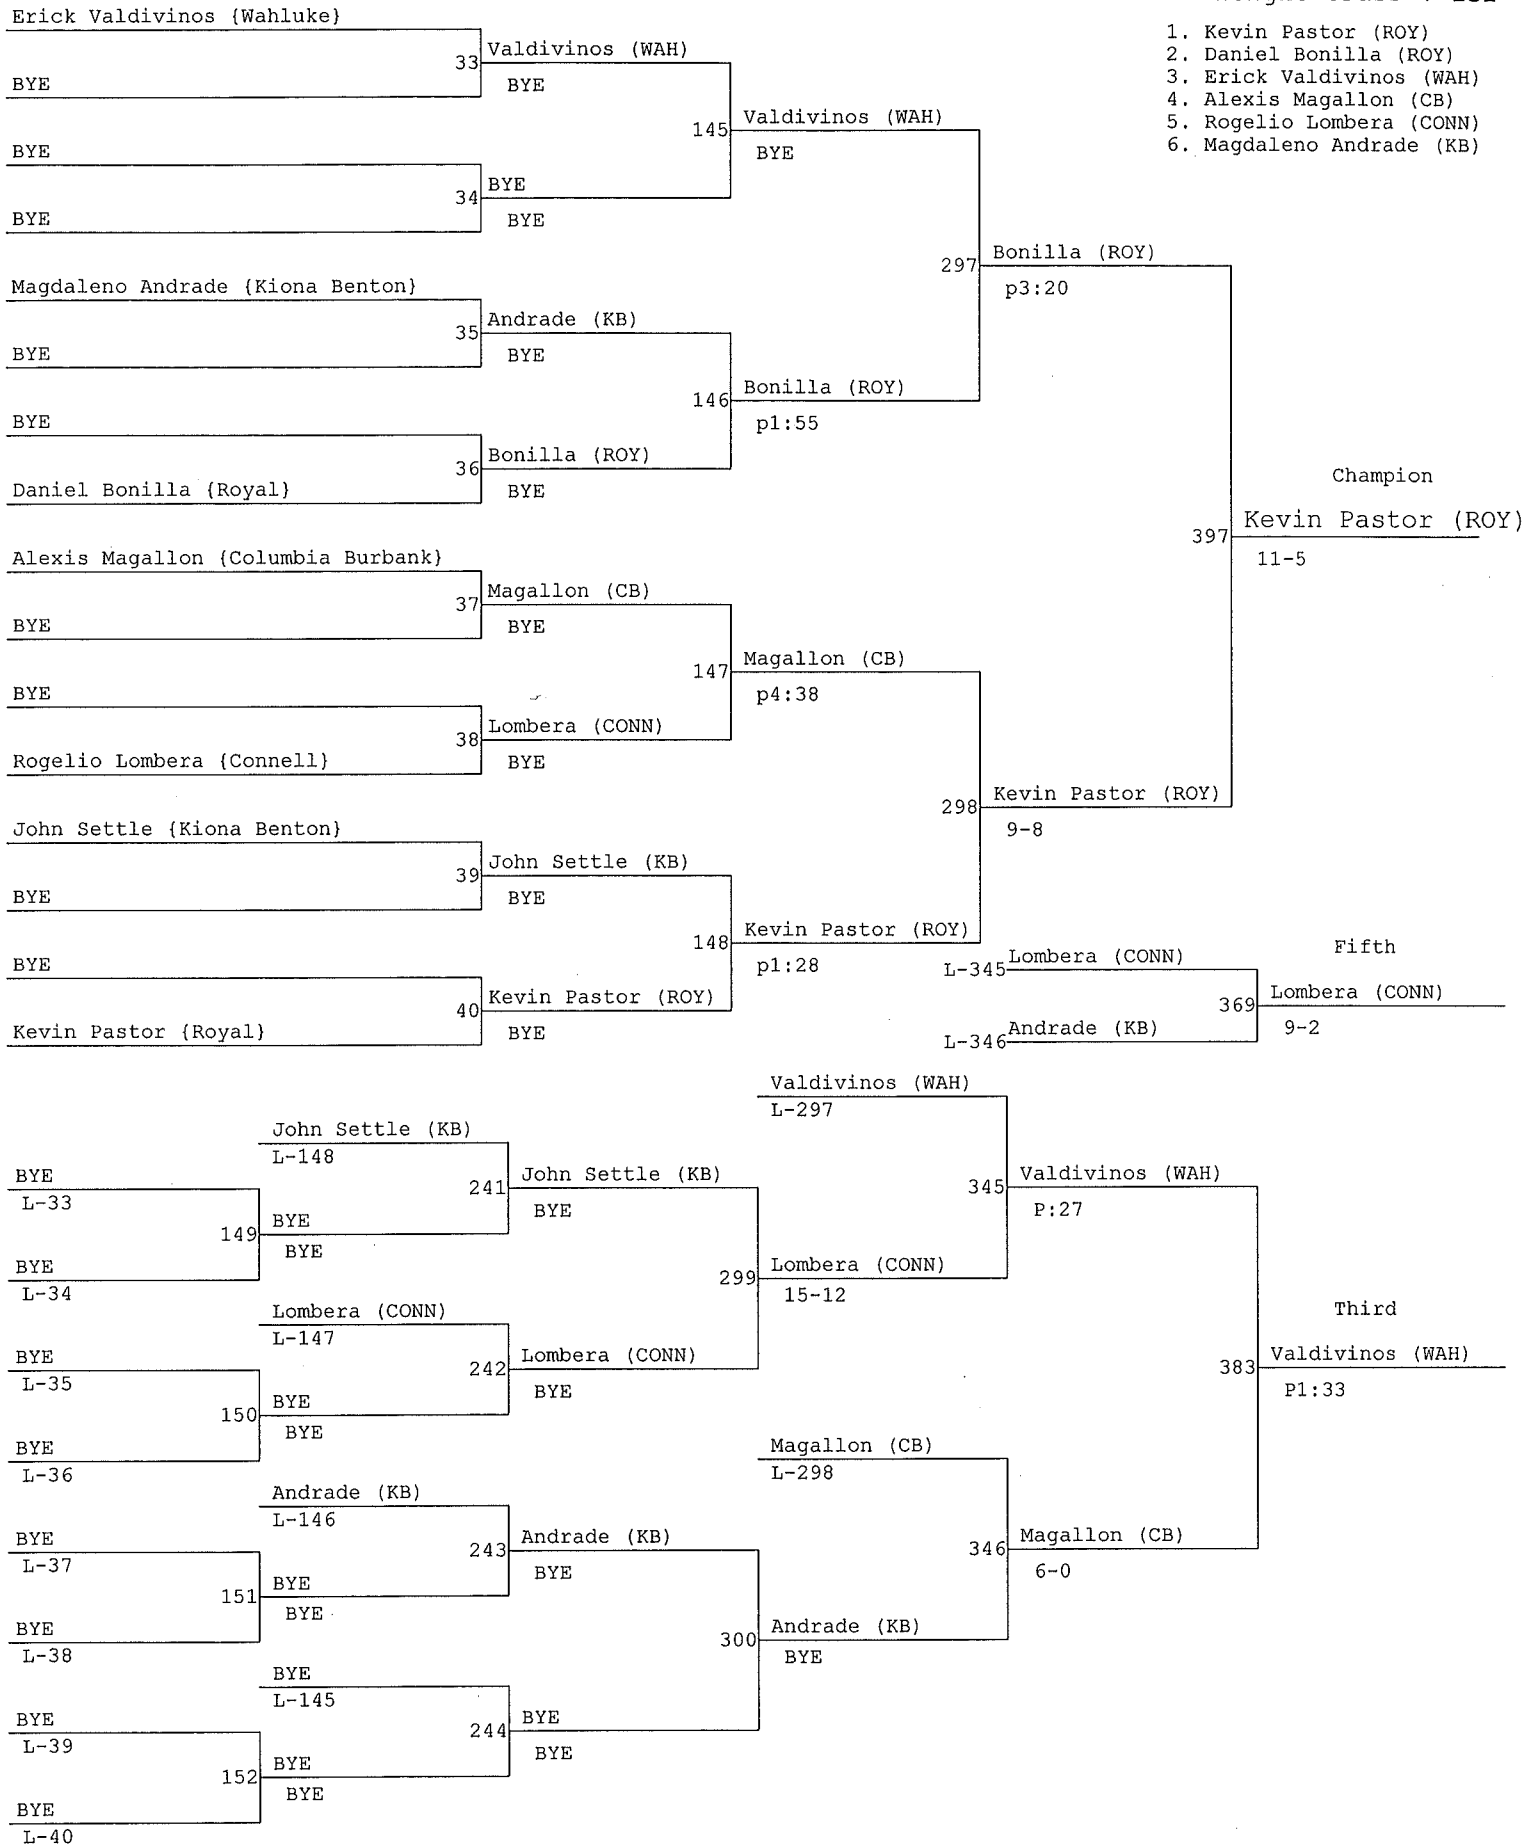 1. Kevin Pastor (ROY)
2. Daniel Bonilla (ROY)
3. Erick Valdivinos (WAH)
4. Alexis Magallon (CB)
5. Rogelio Lombera (CONN)
6. Magdaleno Andrade (KB)
Erick Valdivinos {Wahluke}
BYE
BYE
BYE
Magdaleno Andrade {Kiona Benton}
BYE
BYE
Daniel Bonilla {Royal}
Alexis Magallon {Columbia Burbank}
BYE
BYE
Rogelio Lombera {Connell}
John Settle {Kiona Benton}
BYE
BYE
Kevin Pastor {Royal}
33 Valdivinos (WAH)
BYE
34 BYE
BYE
35 Andrade (KB)
BYE
36 Bonilla (ROY)
BYE
37 Magallon (CB)
BYE
38 Lombera (CONN)
BYE
39 John Settle (KB)
BYE
40 Kevin Pastor (ROY)
BYE
145 Valdivinos (WAH)
BYE
146 Bonilla (ROY)
p1:55
147 Magallon (CB)
p4:38
148 Kevin Pastor (ROY)
p1:28
297 Bonilla (ROY)
p3:20
298 Kevin Pastor (ROY)
9-8
Champion
397 Kevin Pastor (ROY)
11-5
Fifth
L-345 Lombera (CONN)
L-346 Andrade (KB)
369 Lombera (CONN)
9-2
BYE
L-33
BYE
L-34
BYE
L-35
BYE
L-36
BYE
L-37
BYE
L-38
BYE
L-39
BYE
L-40
John Settle (KB)
L-148
149 BYE
BYE
Lombera (CONN)
L-147
150 BYE
BYE
Andrade (KB)
L-146
151 BYE
BYE
BYE
L-145
152 BYE
BYE
241 John Settle (KB)
BYE
242 Lombera (CONN)
BYE
243 Andrade (KB)
BYE
244 BYE
BYE
Valdivinos (WAH)
L-297
299 Lombera (CONN)
15-12
Magallon (CB)
L-298
300 Andrade (KB)
BYE
345 Valdivinos (WAH)
P:27
346 Magallon (CB)
6-0
Third
383 Valdivinos (WAH)
P1:33